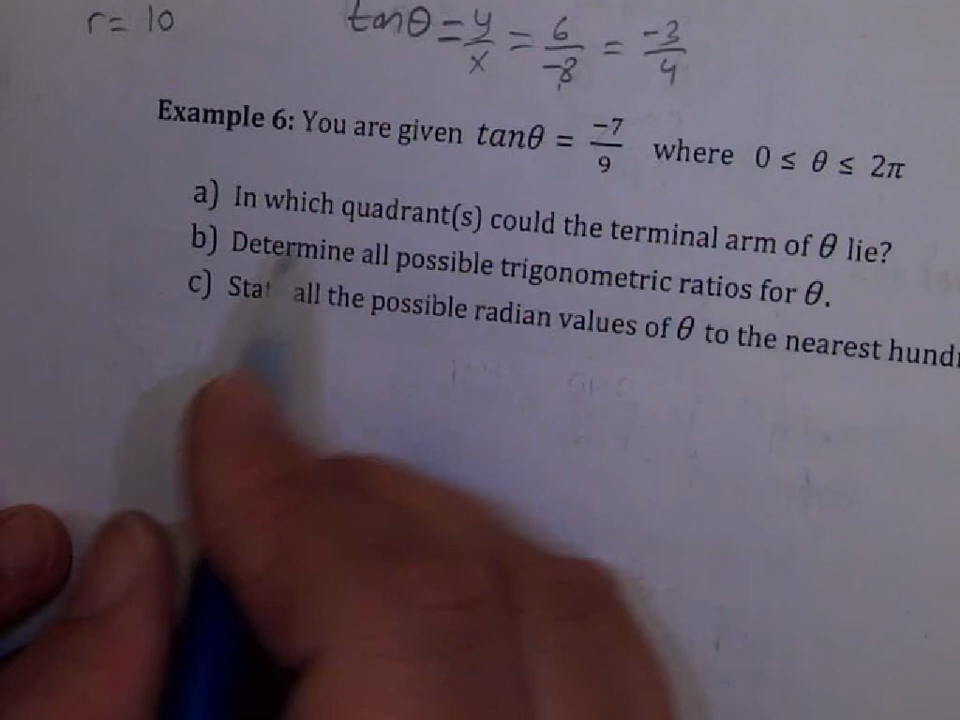 r = 10
tanθ = y/x = 6/-8 = -3/4
Example 6: You are given tanθ = -7/9 where 0 ≤ θ ≤ 2π
a) In which quadrant(s) could the terminal arm of θ lie?
b) Determine all possible trigonometric ratios for θ.
c) Stat all the possible radian values of θ to the nearest hund